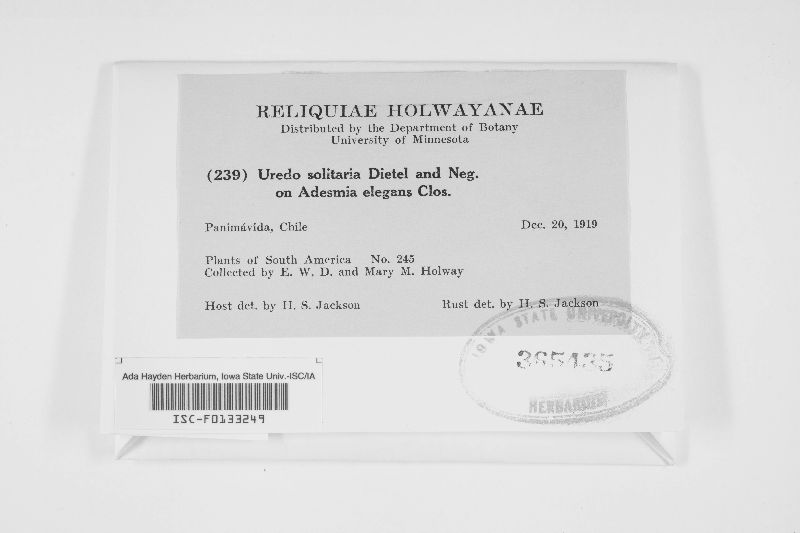 RELIQUIAE HOLWAYANAE
Distributed by the Department of Botany
University of Minnesota
(239) Uredo solitaria Dietel and Neg.
on Adesmia elegans Clos.
Panimávida, Chile Dec. 20, 1919
Plants of South America No. 245
Collected by E. W. D. and Mary M. Holway
Host det. by H. S. Jackson Rust det. by H. S. Jackson
IOWA STATE UNIVERSITY
365435
HERBARIUM
Ada Hayden Herbarium, Iowa State Univ.-ISC/IA
ISC-F0133249